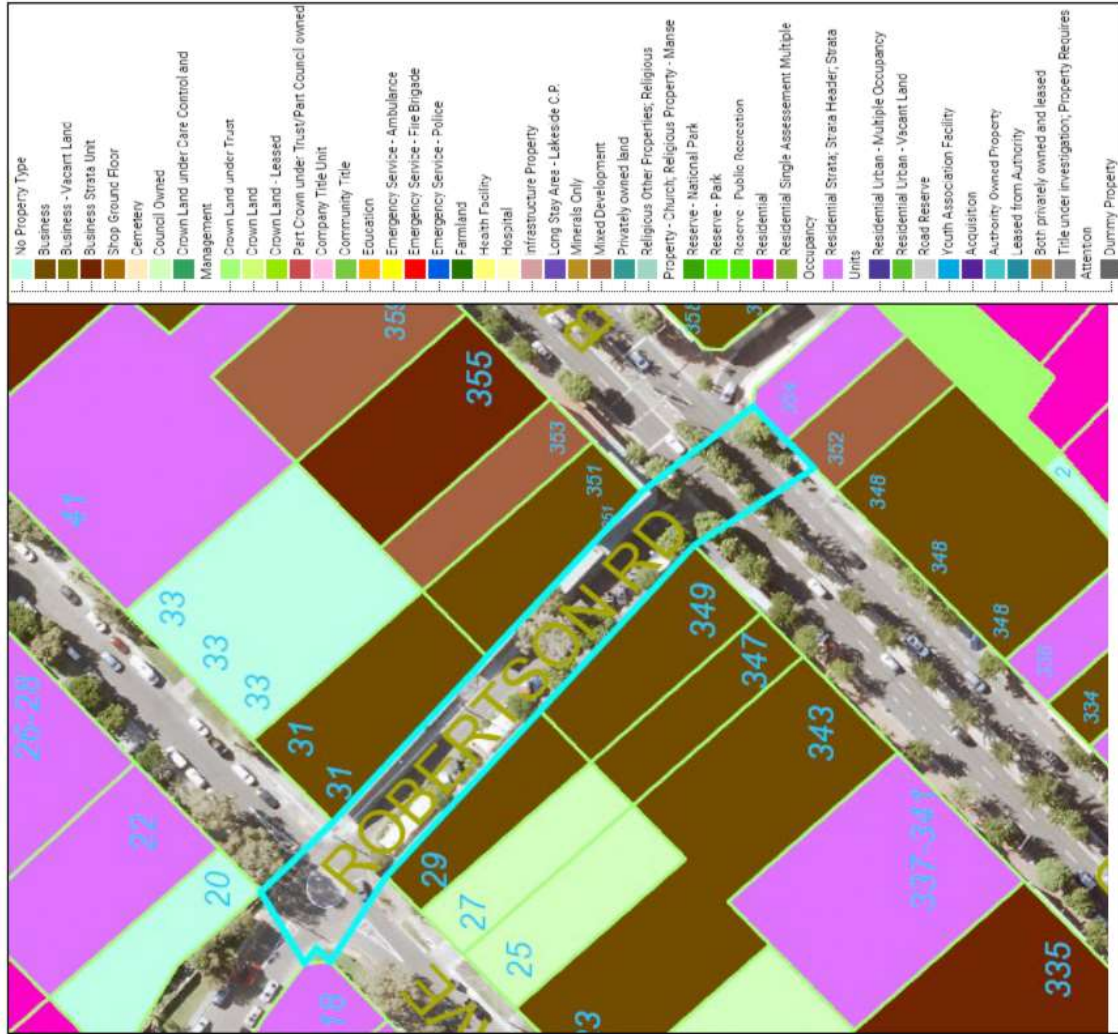 No Property Type
Business
Business - Vacant Land
Business Strata Unit
Shop Ground Floor
Cemetery
Council Owned
Crown Land under Care Control and
Management
Crown Land under Trust
Crown Land
Crown Land - Leased
Part Crown under Trust/Part Council owned
Company Title Unit
Community Title
Education
Emergency Service - Ambulance
Emergency Service - Fire Brigade
Emergency Service - Police
Farmland
Health Facility
Hospital
Infrastructure Property
Long Stay Area - Lakeside C.P.
Minerals Only
Mixed Development
Privately owned land
Religious Other Properties; Religious
Property - Church; Religious Property - Manse
Reserve - National Park
Reserve - Park
Reserve - Public Recreation
Residential
Residential Single Assessement Multiple
Occupancy
Residential Strata; Strata Header; Strata
Units
Residential Urban - Multiple Occupancy
Residential Urban - Vacant Land
Road Reserve
Youth Association Facility
Acquisition
Authority Owned Property
Leased from Authority
Both privately owned and leased
Title under investigation; Property Requires
Attention
Dummy Property
26-28
41
22
33
33
33
20
31
31
18
29
27
25
355
353
351
358
ROBERTSON RD
349
347
343
337-341
335
352
348
348
348
334
2